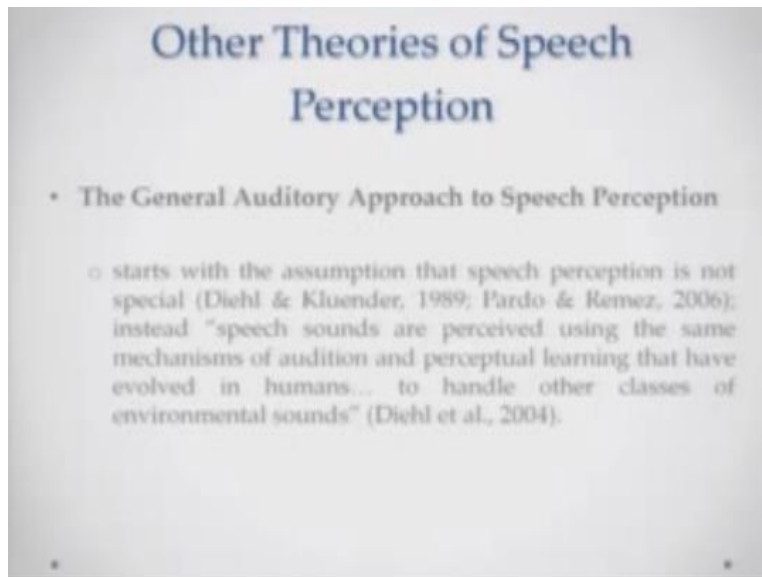 Other Theories of Speech
Perception
• The General Auditory Approach to Speech Perception
o starts with the assumption that speech perception is not
special (Diehl & Kluender, 1989; Pardo & Remez, 2006);
instead "speech sounds are perceived using the same
mechanisms of audition and perceptual learning that have
evolved in humans... to handle other classes of
environmental sounds" (Diehl et al., 2004).